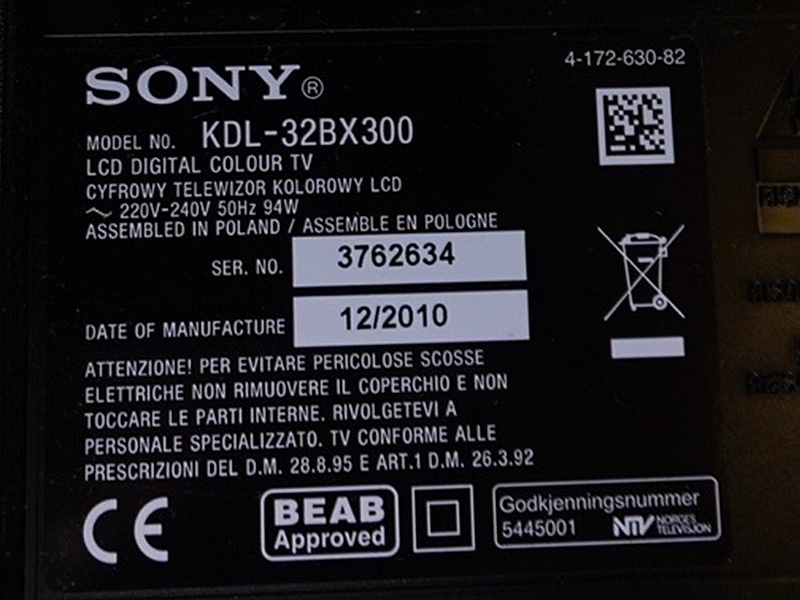 4-172-630-82
SONY®
MODEL NO. KDL-32BX300
LCD DIGITAL COLOUR TV
CYFROWY TELEWIZOR KOLOROWY LCD
~ 220V-240V 50Hz 94W
ASSEMBLED IN POLAND / ASSEMBLE EN POLOGNE
SER. NO. 3762634
DATE OF MANUFACTURE 12/2010
ATTENZIONE! PER EVITARE PERICOLOSE SCOSSE
ELETTRICHE NON RIMUOVERE IL COPERCHIO E NON
TOCCARE LE PARTI INTERNE. RIVOLGETEVI A
PERSONALE SPECIALIZZATO. TV CONFORME ALLE
PRESCRIZIONI DEL D.M. 28.8.95 E ART.1 D.M. 26.3.92
CE
BEAB
Approved
Godkjenningsnummer
5445001 NTV NORGES
TELEVISJON